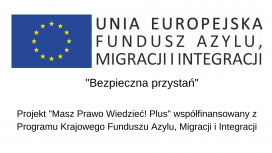 UNIA EUROPEJSKA
FUNDUSZ AZYLU,
MIGRACJI I INTEGRACJI
"Bezpieczna przystań"
Projekt "Masz Prawo Wiedzieć! Plus" współfinansowany z
Programu Krajowego Funduszu Azylu, Migracji i Integracji